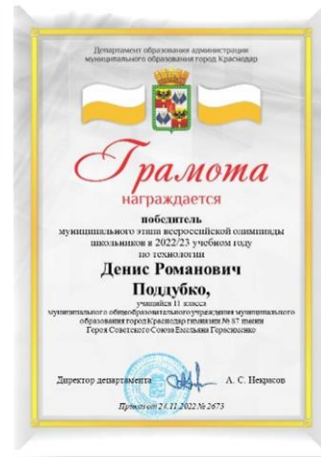 Департамент образования администрации
муниципального образования город Краснодар
Грамота
награждается
победитель
муниципального этапа всероссийской олимпиады
школьников в 2022/23 учебном году
по технологии
Денис Романович
Поддубко,
учащийся 11 класса
муниципального общеобразовательного учреждения муниципального
образования город Краснодар гимназии № 87 имени
Героя Советского Союза Емельяна Герасименко
Директор департамента А. С. Некрасов
Приказ от 24.11.2022 № 2673